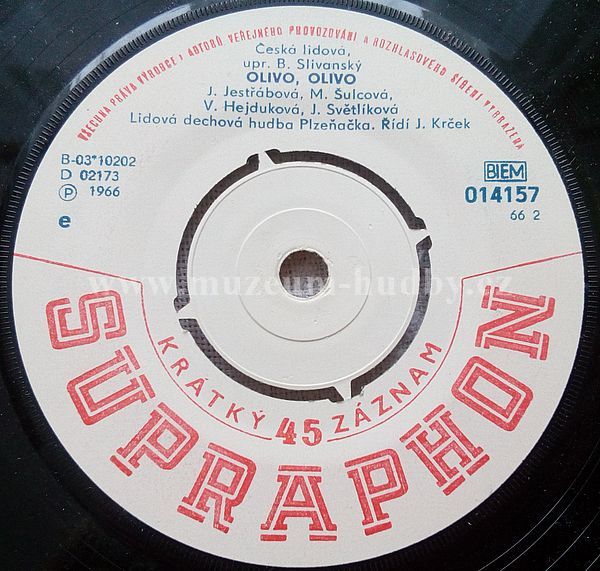 VŠECHNA PRÁVA VÝROBCE I AUTORŮ VEŘEJNÉHO PROVOZOVÁNÍ A ROZHLASOVÉHO ŠÍŘENÍ VYHRAZENA
Česká lidová,
upr. B. Slivanský
OLIVO, OLIVO
J. Jestřábová, M. Šulcová,
V. Hejduková, J. Světlíková
Lidová dechová hudba Plzeňačka. Řídí J. Krček
B-03*10202
D 02173
Ⓟ 1966
e
BIEM
014157
66 2
www.muzeum-hudby.cz
KRÁTKÝ 45 ZÁZNAM
SUPRAPHON